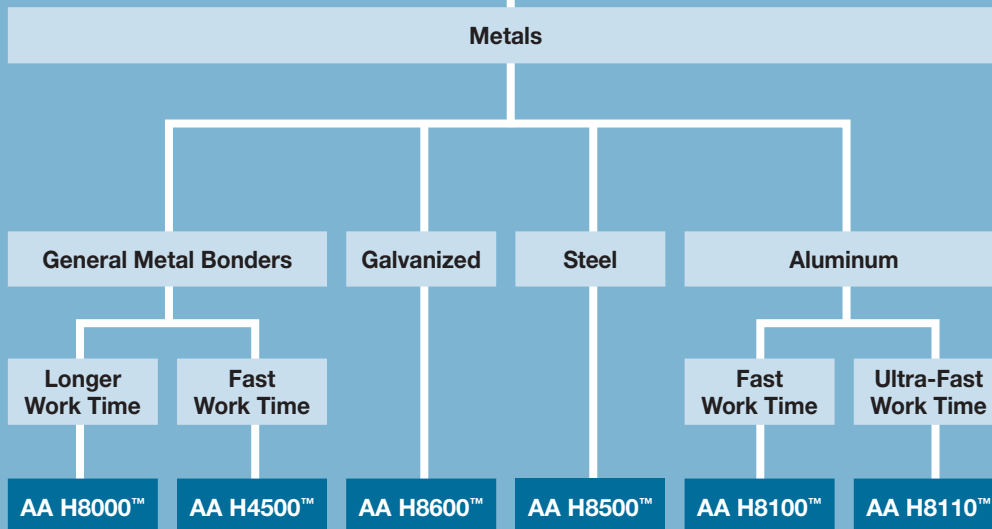 Metals
General Metal Bonders
Galvanized
Steel
Aluminum
Longer
Work Time
Fast
Work Time
Fast
Work Time
Ultra-Fast
Work Time
AA H8000™
AA H4500™
AA H8600™
AA H8500™
AA H8100™
AA H8110™